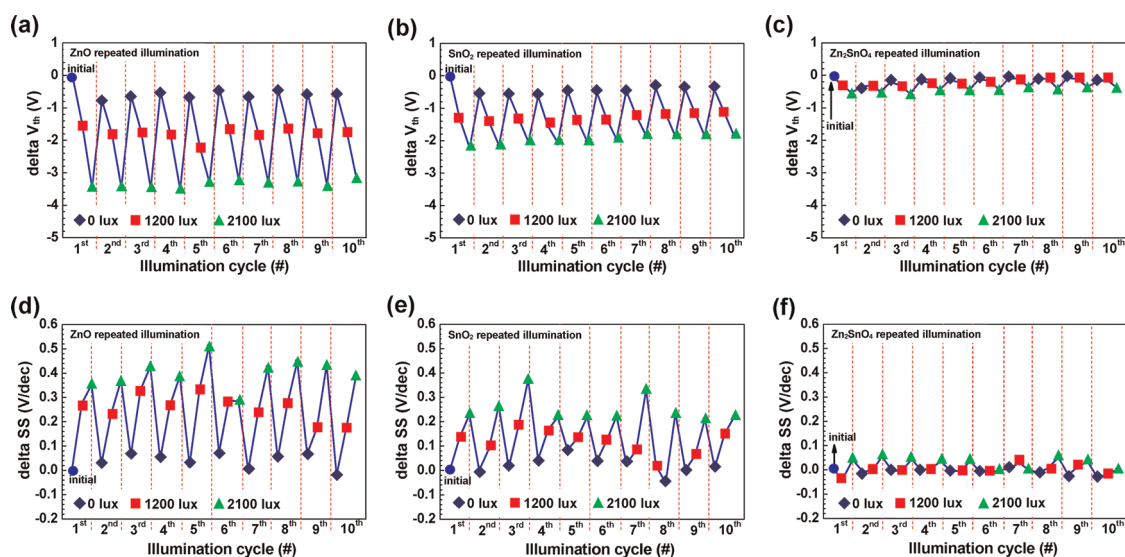 (a)
ZnO repeated illumination
initial
delta Vth (V)
1
0
-1
-2
-3
-4
-5
0 lux 1200 lux 2100 lux
1st 2nd 3rd 4th 5th 6th 7th 8th 9th 10th
Illumination cycle (#)
(b)
SnO2 repeated illumination
initial
delta Vth (V)
1
0
-1
-2
-3
-4
-5
0 lux 1200 lux 2100 lux
1st 2nd 3rd 4th 5th 6th 7th 8th 9th 10th
Illumination cycle (#)
(c)
Zn2SnO4 repeated illumination
initial
delta Vth (V)
1
0
-1
-2
-3
-4
-5
0 lux 1200 lux 2100 lux
1st 2nd 3rd 4th 5th 6th 7th 8th 9th 10th
Illumination cycle (#)
(d)
ZnO repeated illumination
initial
delta SS (V/dec)
0.6
0.5
0.4
0.3
0.2
0.1
0.0
-0.1
-0.2
0 lux 1200 lux 2100 lux
1st 2nd 3rd 4th 5th 6th 7th 8th 9th 10th
Illumination cycle (#)
(e)
SnO2 repeated illumination
initial
delta SS (V/dec)
0.6
0.5
0.4
0.3
0.2
0.1
0.0
-0.1
-0.2
0 lux 1200 lux 2100 lux
1st 2nd 3rd 4th 5th 6th 7th 8th 9th 10th
Illumination cycle (#)
(f)
Zn2SnO4 repeated illumination
initial
delta SS (V/dec)
0.6
0.5
0.4
0.3
0.2
0.1
0.0
-0.1
-0.2
0 lux 1200 lux 2100 lux
1st 2nd 3rd 4th 5th 6th 7th 8th 9th 10th
Illumination cycle (#)